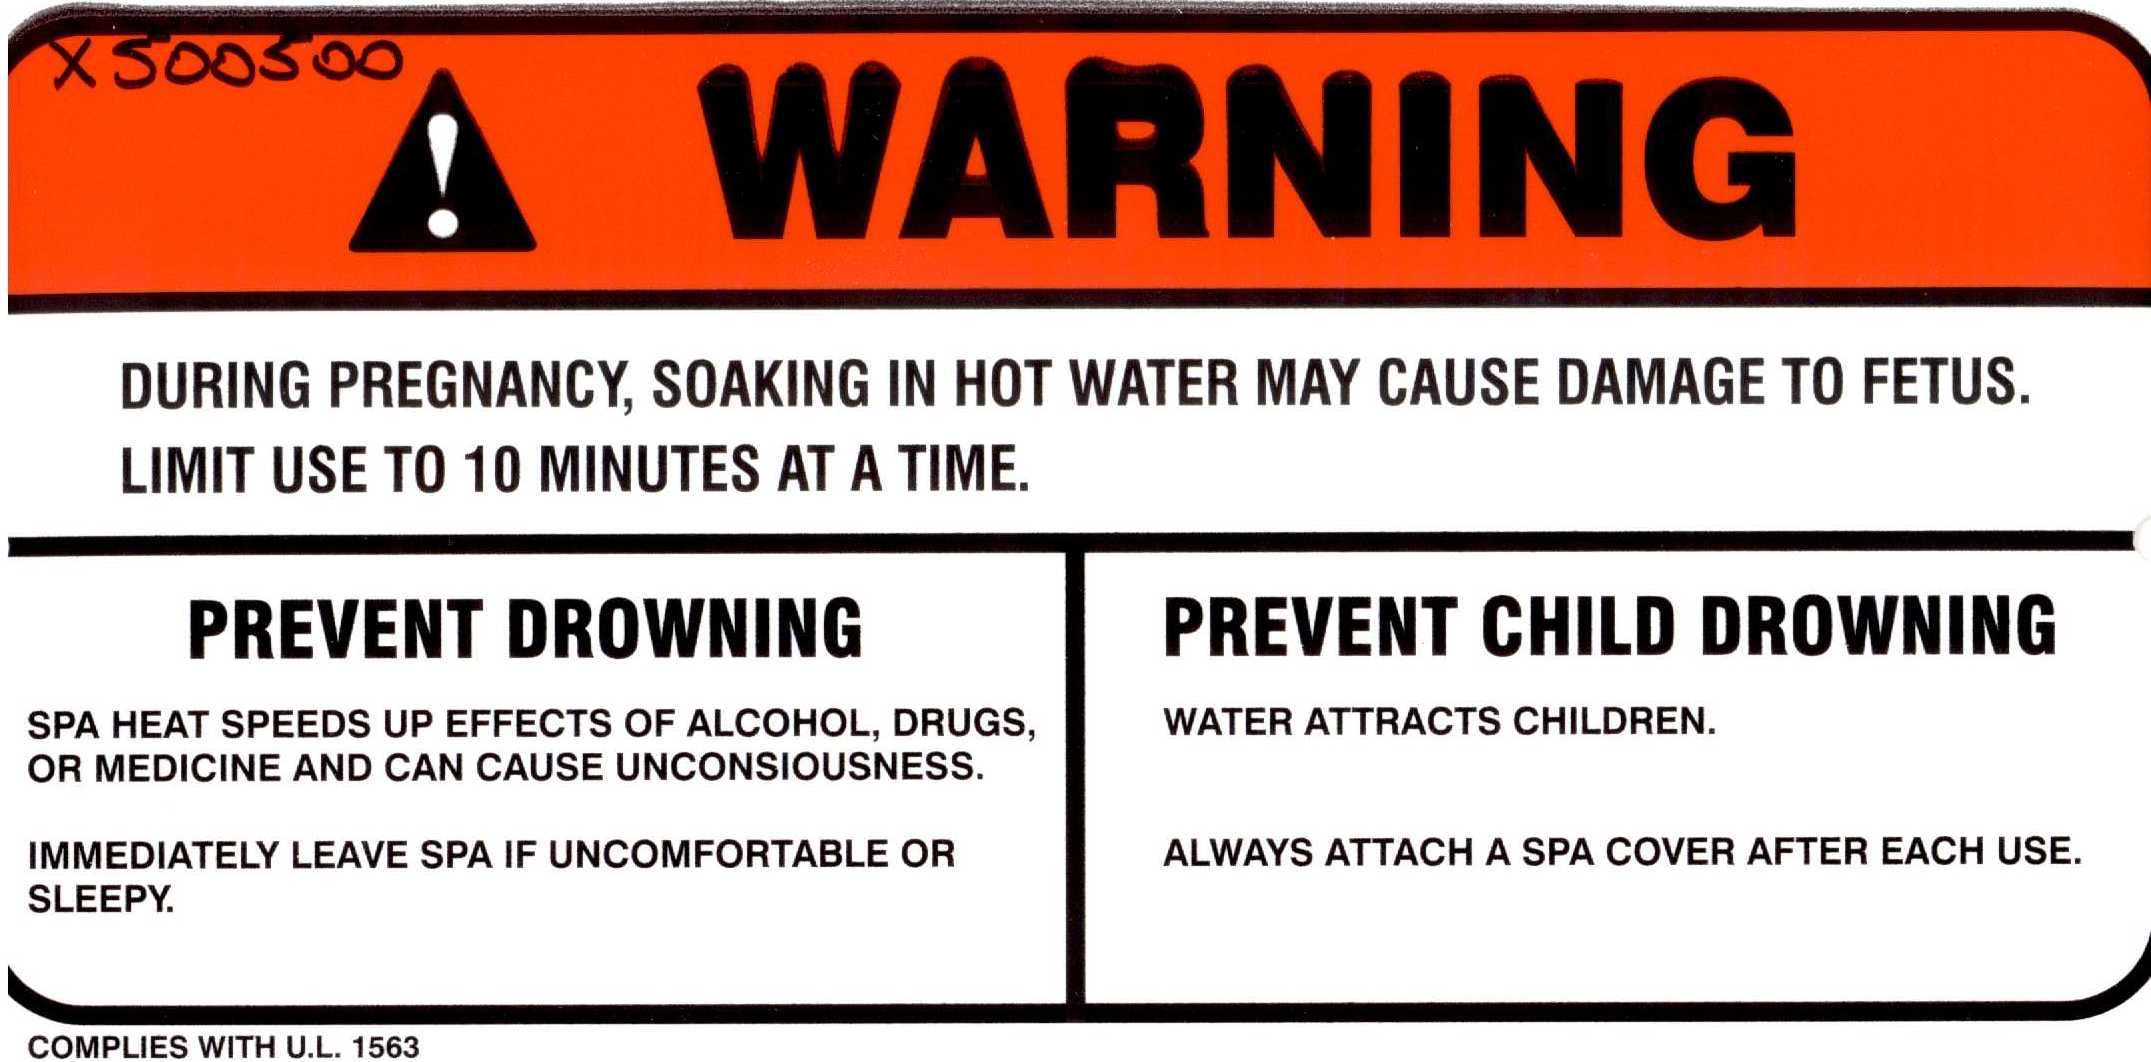 X500500
WARNING
DURING PREGNANCY, SOAKING IN HOT WATER MAY CAUSE DAMAGE TO FETUS.
LIMIT USE TO 10 MINUTES AT A TIME.
PREVENT DROWNING
SPA HEAT SPEEDS UP EFFECTS OF ALCOHOL, DRUGS,
OR MEDICINE AND CAN CAUSE UNCONSIOUSNESS.
IMMEDIATELY LEAVE SPA IF UNCOMFORTABLE OR
SLEEPY.
PREVENT CHILD DROWNING
WATER ATTRACTS CHILDREN.
ALWAYS ATTACH A SPA COVER AFTER EACH USE.
COMPLIES WITH U.L. 1563